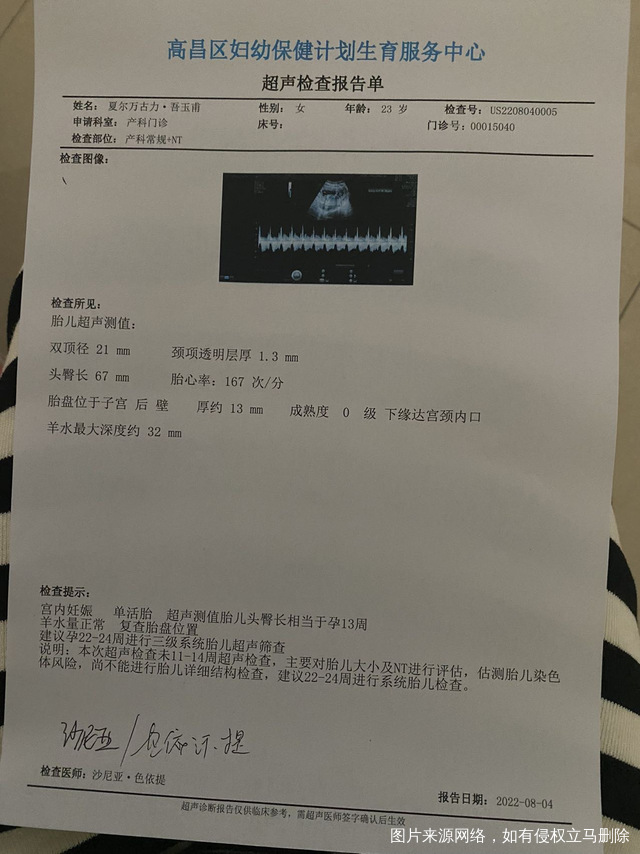 高昌区妇幼保健计划生育服务中心
超声检查报告单
姓名: 夏尔万古力·吾玉甫 性别: 女 年龄: 23 岁 检查号: US2208040005
申请科室: 产科门诊 床号: 门诊号: 00015040
检查部位: 产科常规+NT
检查图像:
检查所见:
胎儿超声测值:
双顶径 21 mm 颈项透明层厚 1.3 mm
头臀长 67 mm 胎心率: 167 次/分
胎盘位于子宫 后 壁 厚约 13 mm 成熟度 0 级 下缘达宫颈内口
羊水最大深度约 32 mm
检查提示:
宫内妊娠 单活胎 超声测值胎儿头臀长相当于孕13周
羊水量正常 复查胎盘位置
建议孕22-24周进行三级系统胎儿超声筛查
说明: 本次超声检查未11-14周超声检查, 主要对胎儿大小及NT进行评估, 估测胎儿染色
体风险, 尚不能进行胎儿详细结构检查, 建议22-24周进行系统胎儿检查。
沙尼亚/色依提
检查医师: 沙尼亚·色依提
报告日期: 2022-08-04
超声诊断报告仅供临床参考, 需超声医师签字确认后生效
图片来源网络，如有侵权立马删除